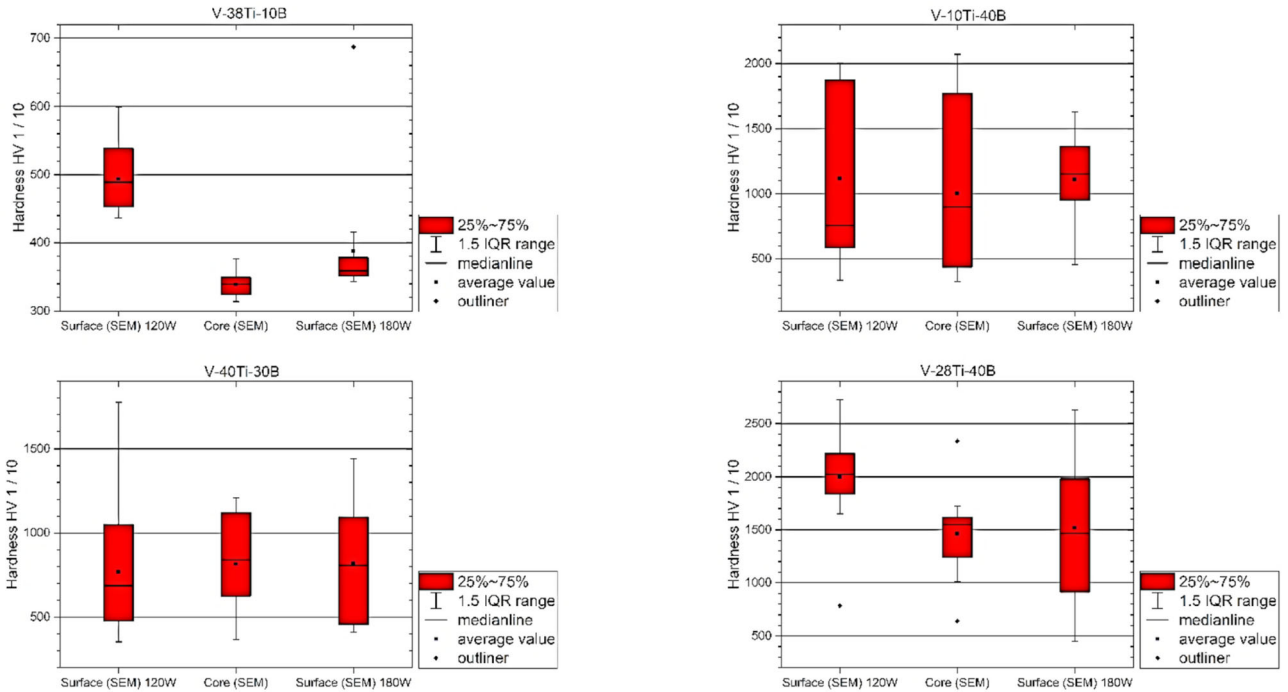 V-38Ti-10B
700
600
500
400
300
Hardness HV 1 / 10
Surface (SEM) 120W
Core (SEM)
Surface (SEM) 180W
25%~75%
1.5 IQR range
medianline
average value
outliner
V-10Ti-40B
2000
1500
1000
500
Hardness HV 1 / 10
Surface (SEM) 120W
Core (SEM)
Surface (SEM) 180W
25%~75%
1.5 IQR range
medianline
average value
outliner
V-40Ti-30B
1500
1000
500
Hardness HV 1 / 10
Surface (SEM) 120W
Core (SEM)
Surface (SEM) 180W
25%~75%
1.5 IQR range
medianline
average value
outliner
V-28Ti-40B
2500
2000
1500
1000
500
Hardness HV 1 / 10
Surface (SEM) 120W
Core (SEM)
Surface (SEM) 180W
25%~75%
1.5 IQR range
medianline
average value
outliner